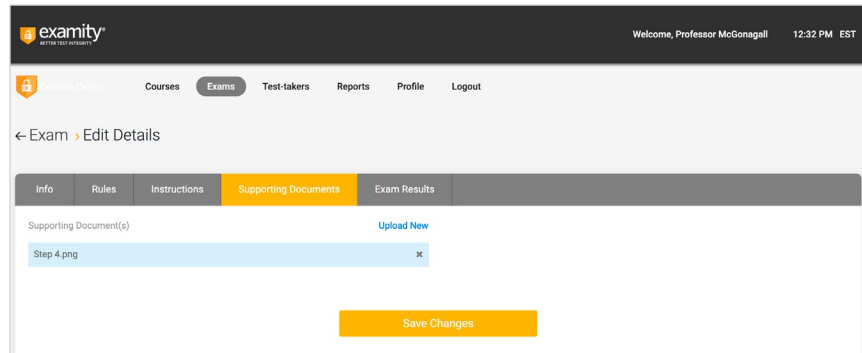 examity®
BETTER TEST INTEGRITY
Welcome, Professor McGonagall 12:32 PM EST
Courses Exams Test-takers Reports Profile Logout
←Exam › Edit Details
Info Rules Instructions Supporting Documents Exam Results
Supporting Document(s) Upload New
Step 4.png ×
Save Changes